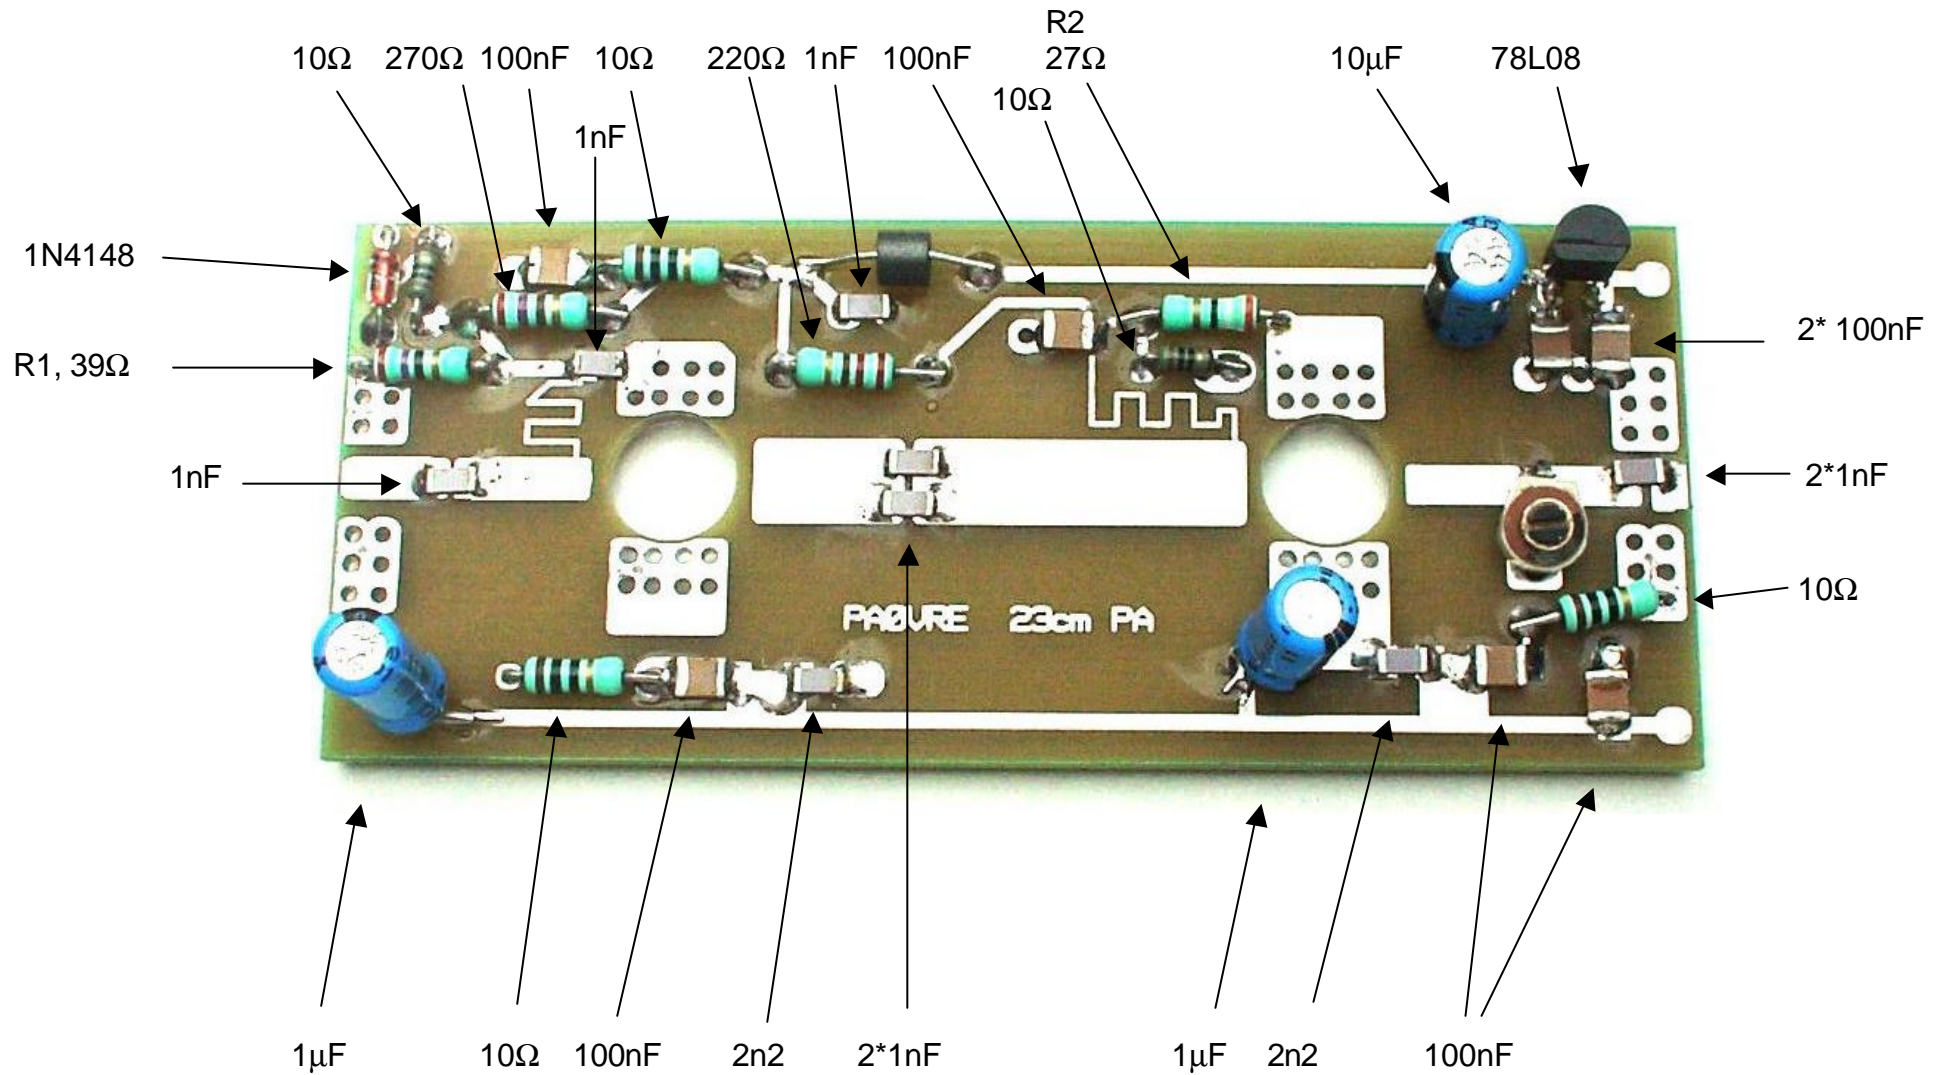 R2
10Ω 270Ω 100nF 10Ω 220Ω 1nF 100nF 27Ω 10µF 78L08
10Ω
1nF
1N4148
2* 100nF
R1, 39Ω
1nF
2*1nF
10Ω
PA0VRE 23cm PA
1µF 10Ω 100nF 2n2 2*1nF 1µF 2n2 100nF